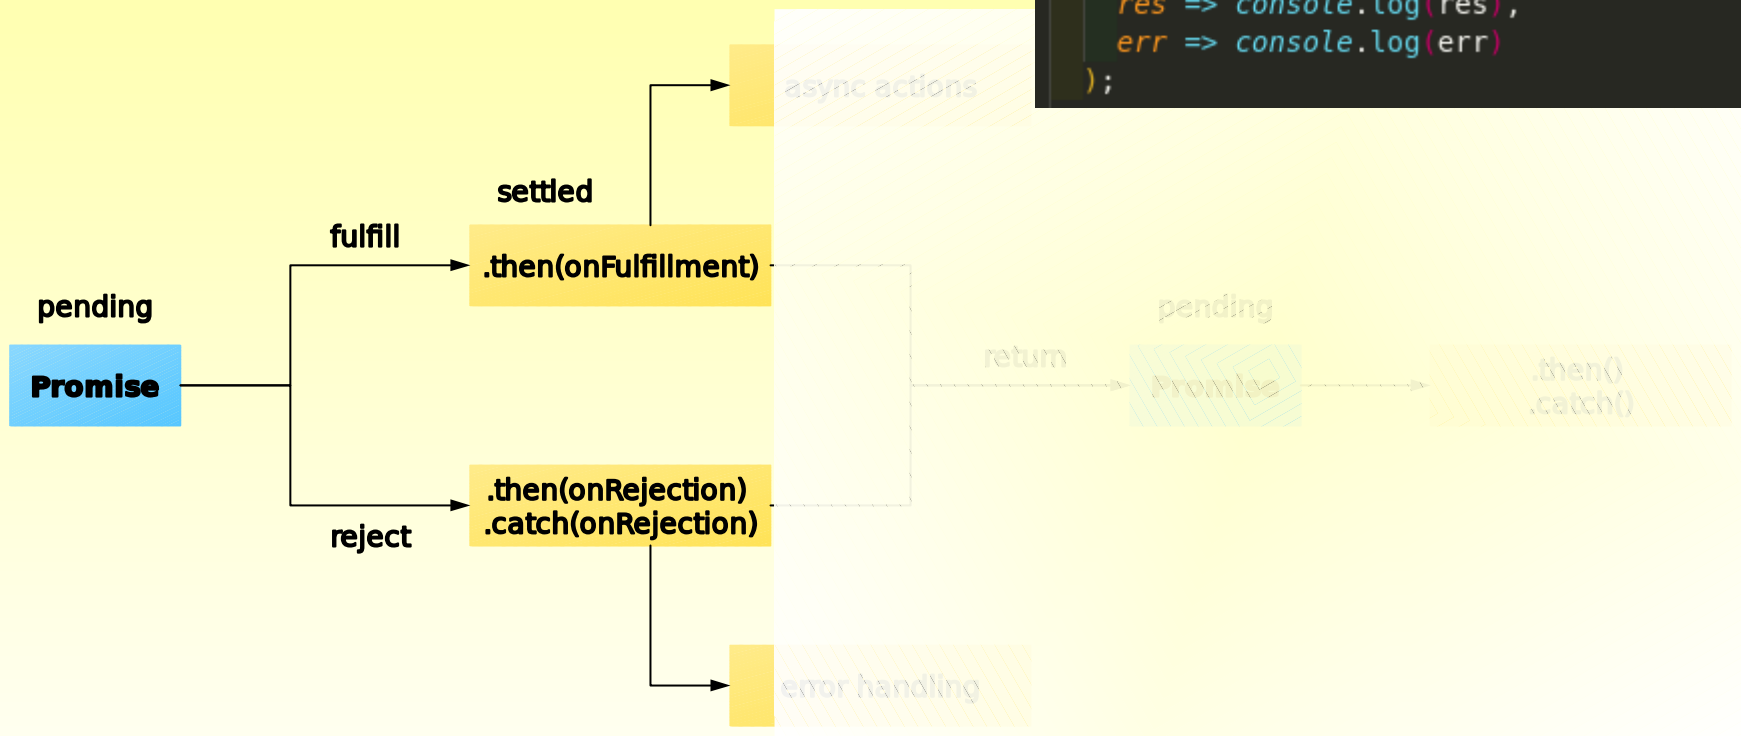 res => console.log(res),
err => console.log(err)
);
async actions
settled
fulfill
.then(onFulfillment)
pending
Promise
.then(onRejection)
.catch(onRejection)
reject
return
pending
Promise
.then()
.catch()
error handling